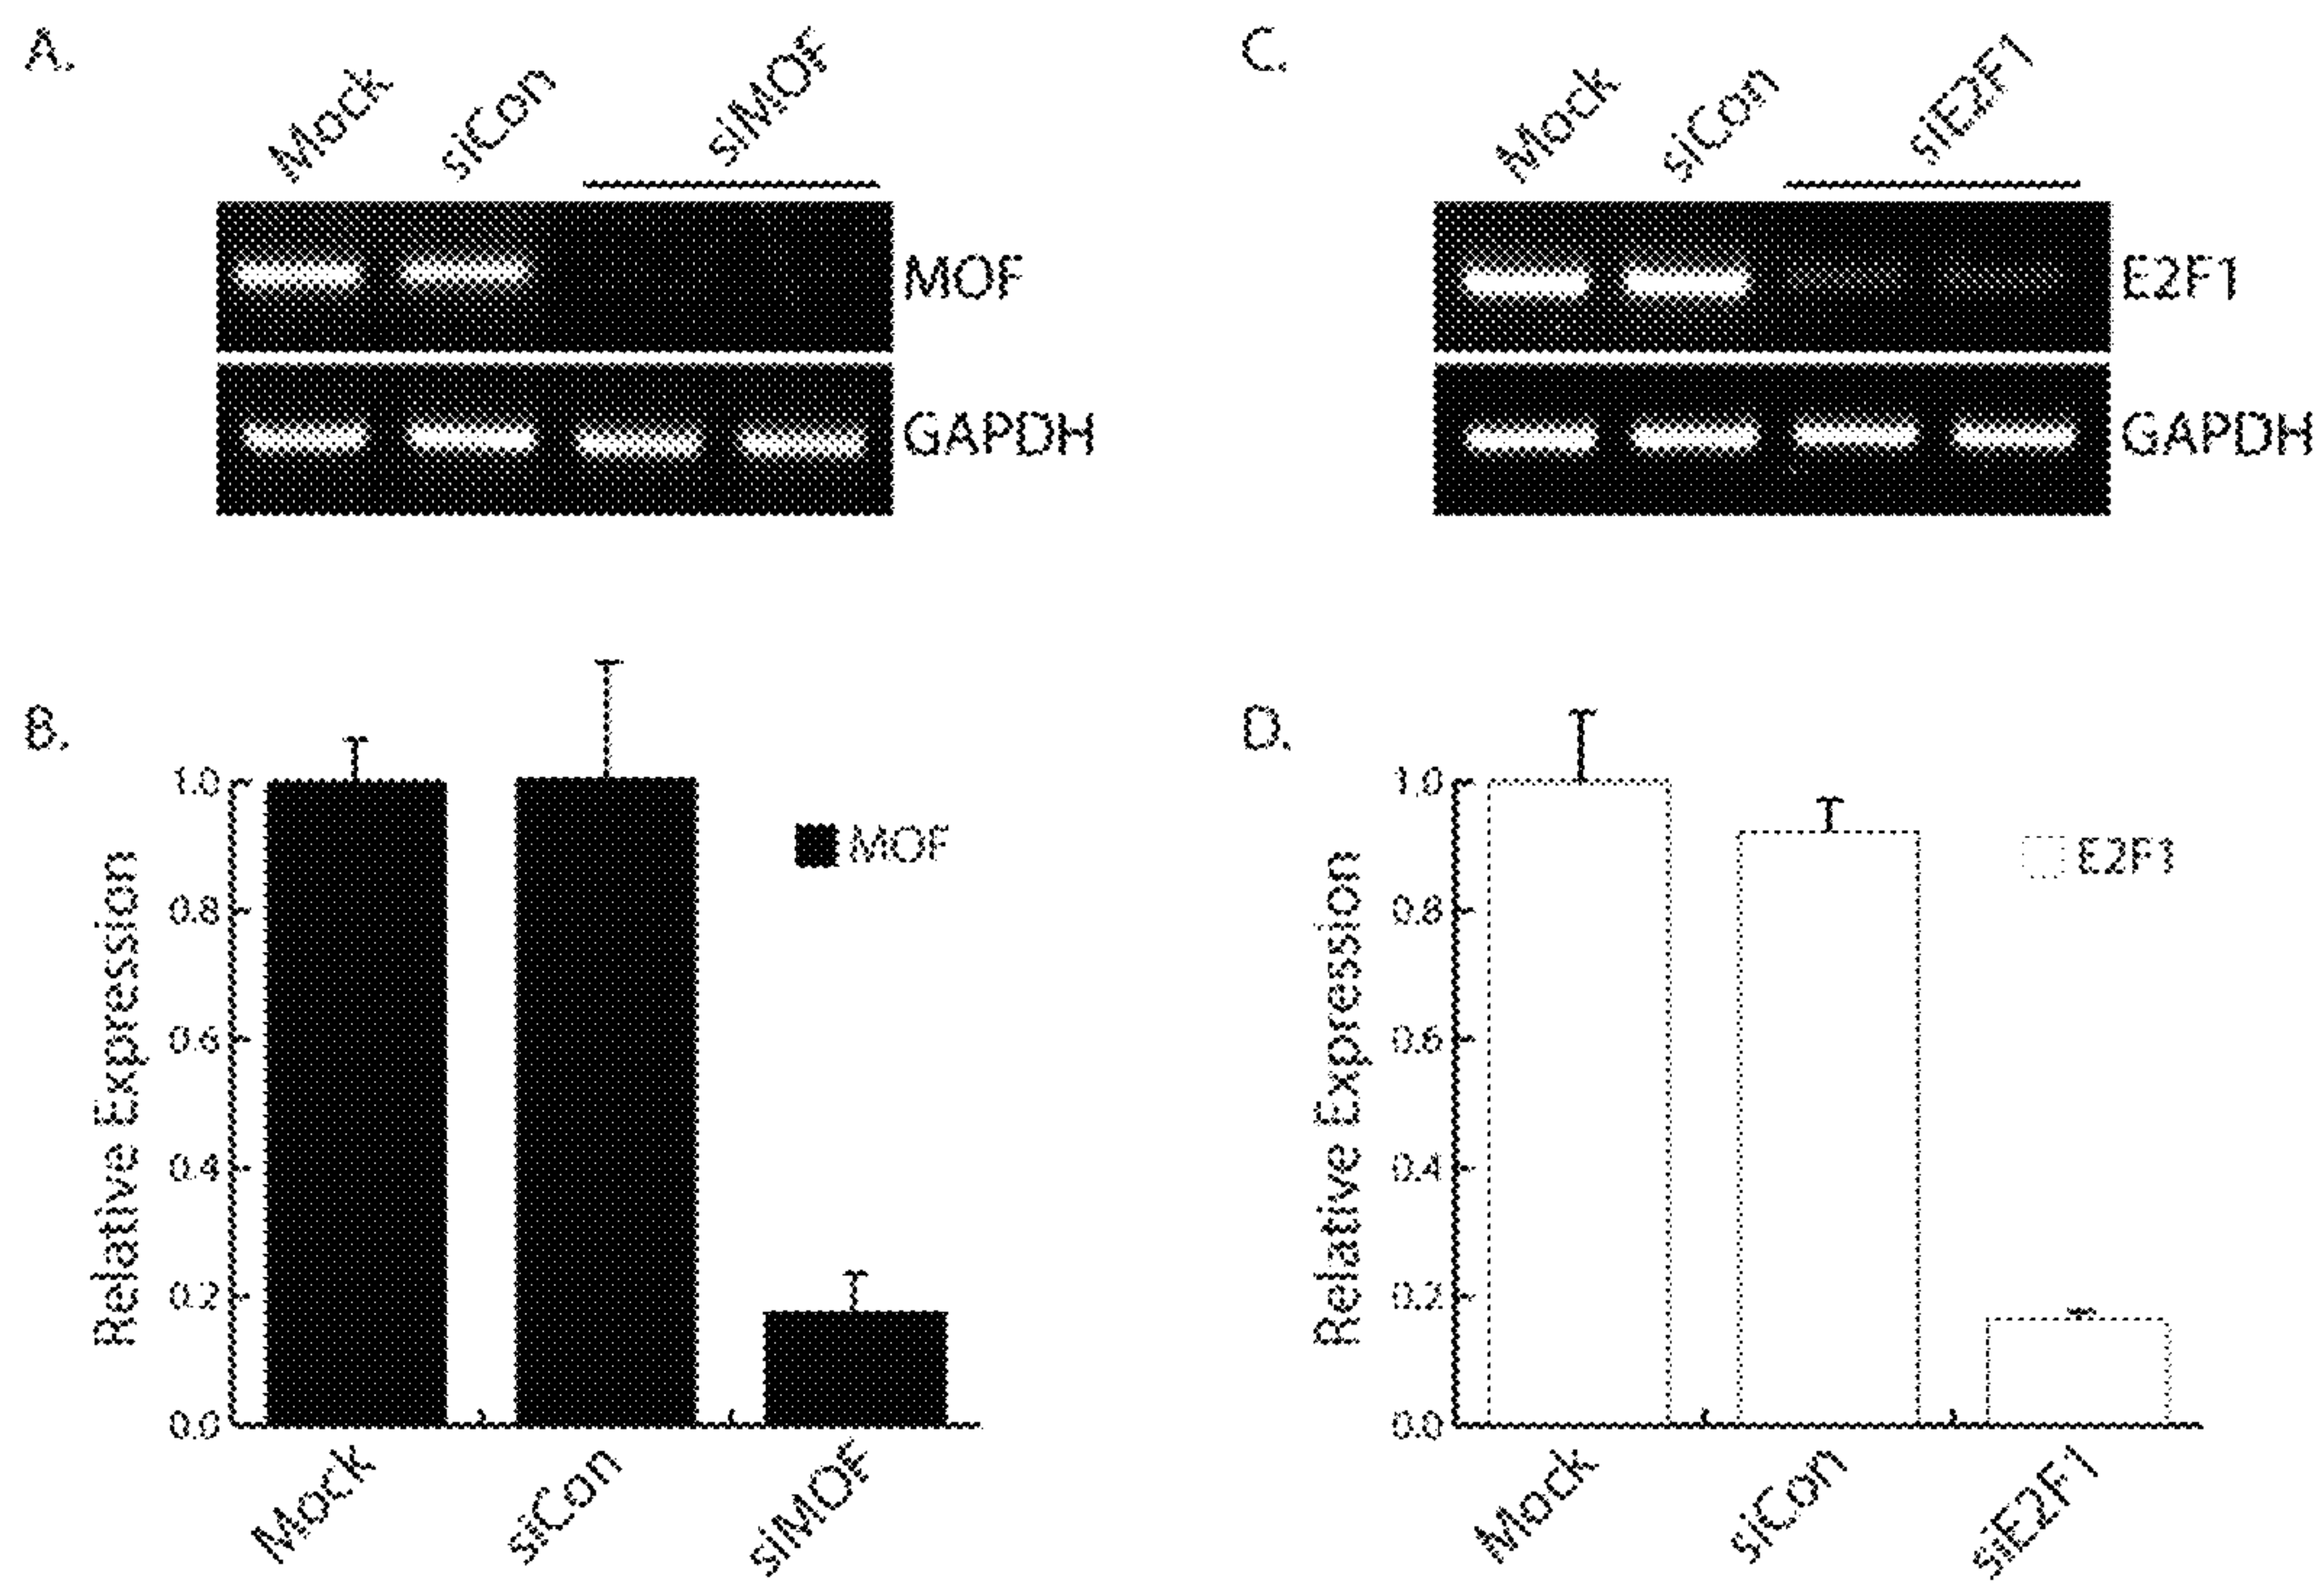 A.
Mock
siCon
siMOF
MOF
GAPDH
C.
Mock
siCon
siE2F1
E2F1
GAPDH
B.
Relative Expression
1.0
0.8
0.6
0.4
0.2
0.0
MOF
Mock
siCon
siMOF
D.
Relative Expression
1.0
0.8
0.6
0.4
0.2
0.0
E2F1
Mock
siCon
siE2F1